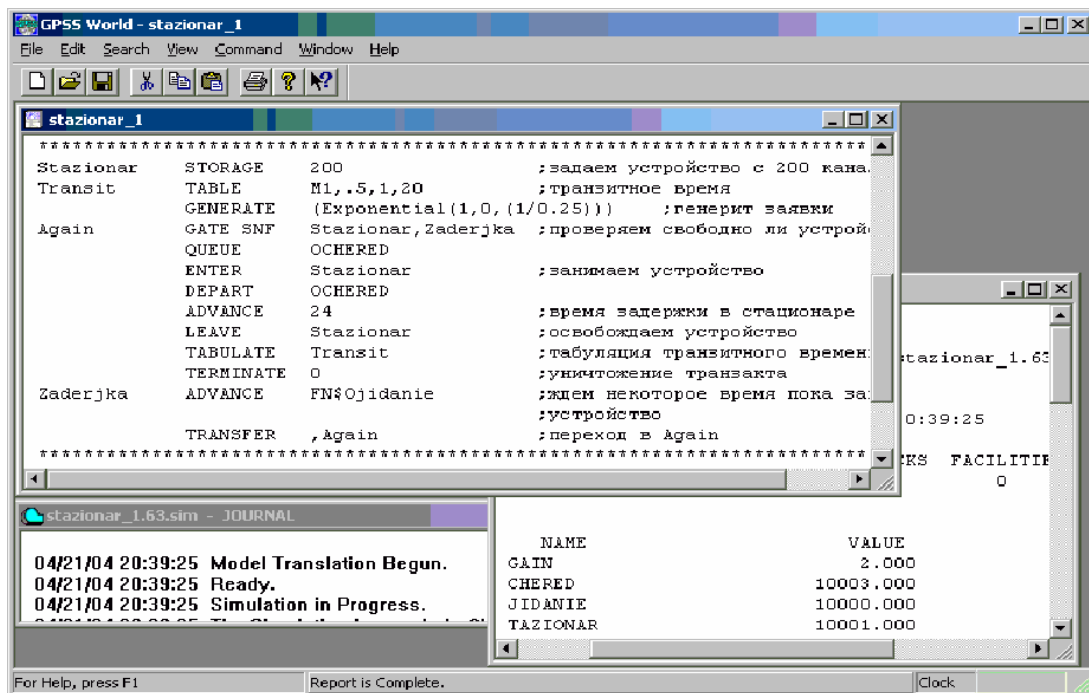 GPSS World - stazionar_1
File Edit Search View Command Window Help
stazionar_1
******************************************************************************
Stazionar STORAGE 200 ;задаем устройство с 200 кана
Transit TABLE M1,.5,1,20 ;транзитное время
GENERATE (Exponential(1,0,(1/0.25))) ;генерит заявки
Again GATE SNF Stazionar,Zaderjka ;проверяем свободно ли устрой
QUEUE OCHERED
ENTER Stazionar ;занимаем устройство
DEPART OCHERED
ADVANCE 24 ;время задержки в стационаре
LEAVE Stazionar ;освобождаем устройство
TABULATE Transit ;табуляция транзитного времен
TERMINATE 0 ;уничтожение транзакта
Zaderjka ADVANCE FN$Ojidanie ;ждем некоторое время пока за
;устройство
TRANSFER ,Again ;переход в Again
******************************************************************************
stazionar_1.63
0:39:25
KS FACILITIE
0
NAME VALUE
GAIN 2.000
CHERED 10003.000
JIDANIE 10000.000
TAZIONAR 10001.000
stazionar_1.63.sim - JOURNAL
04/21/04 20:39:25 Model Translation Begun.
04/21/04 20:39:25 Ready.
04/21/04 20:39:25 Simulation in Progress.
For Help, press F1 Report is Complete. Clock